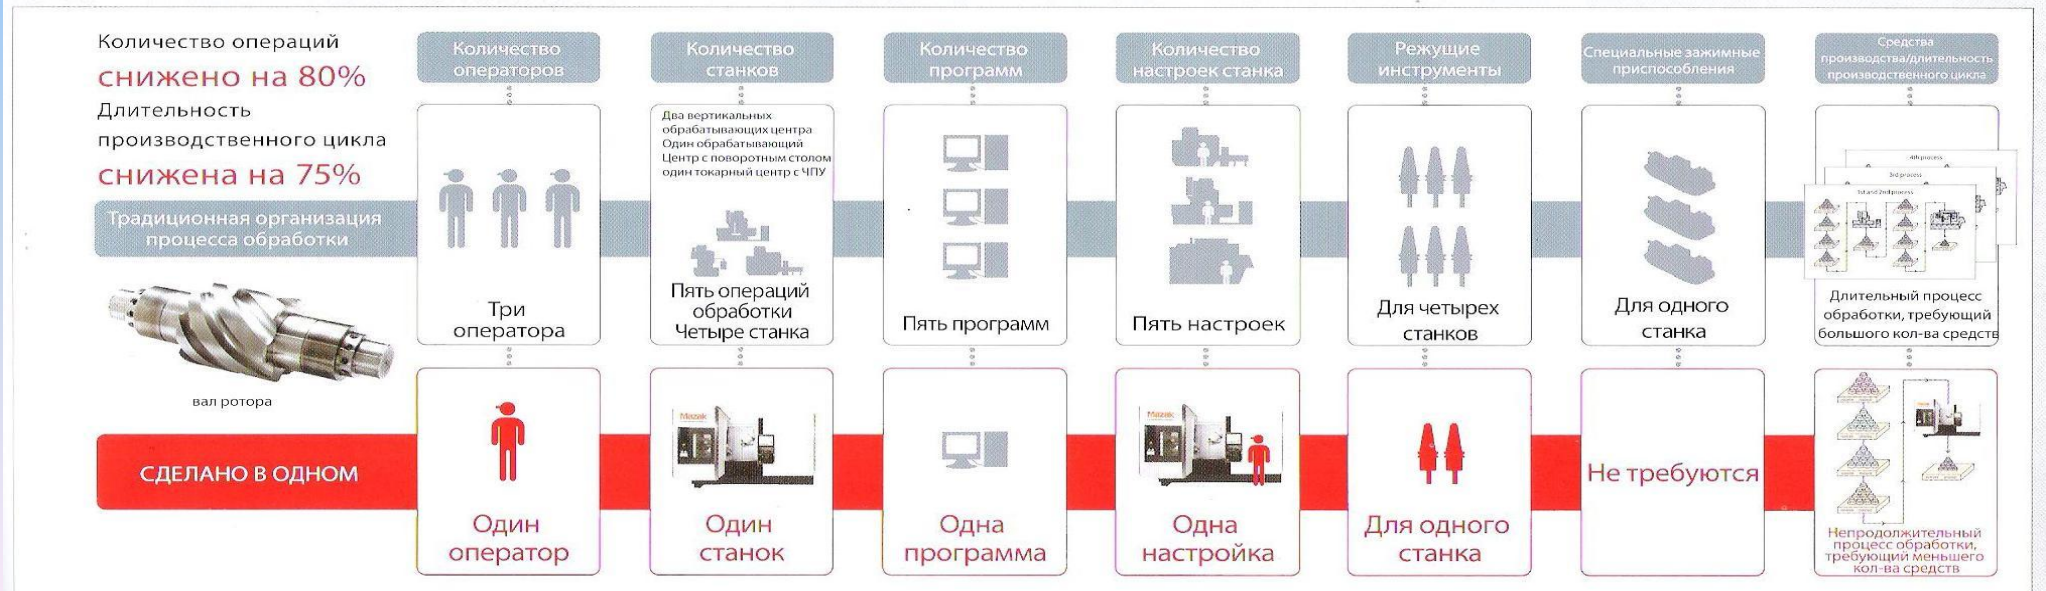 Количество операций
снижено на 80%
Длительность
производственного цикла
снижена на 75%
Традиционная организация
процесса обработки
вал ротора
СДЕЛАНО В ОДНОМ
Количество
операторов
Три
оператора
Один
оператор
Количество
станков
Два вертикальных
обрабатывающих центра
Один обрабатывающий
Центр с поворотным столом
один токарный центр с ЧПУ
Пять операций
обработки
Четыре станка
Mazak
Один
станок
Количество
программ
Пять программ
Одна
программа
Количество
настроек станка
Пять настроек
Mazak
Одна
настройка
Режущие
инструменты
Для четырех
станков
Для одного
станка
Специальные зажимные
приспособления
Для одного
станка
Не требуются
Средства
производства/длительность
производственного цикла
4th process
3rd process
1st and 2nd process
Длительный процесс
обработки, требующий
большого кол-ва средств
Mazak
Непродолжительный
процесс обработки,
требующий меньшего
кол-ва средств